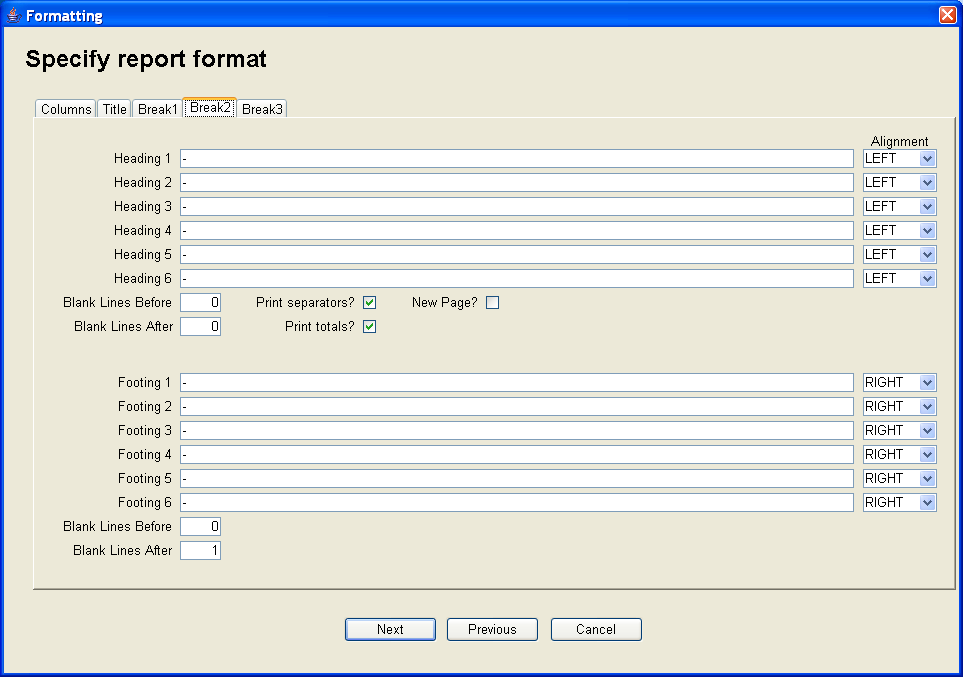 Formatting
Specify report format
Columns Title Break1 Break2 Break3
Alignment
Heading 1 - LEFT
Heading 2 - LEFT
Heading 3 - LEFT
Heading 4 - LEFT
Heading 5 - LEFT
Heading 6 - LEFT
Blank Lines Before 0 Print separators? New Page?
Blank Lines After 0 Print totals?
Footing 1 - RIGHT
Footing 2 - RIGHT
Footing 3 - RIGHT
Footing 4 - RIGHT
Footing 5 - RIGHT
Footing 6 - RIGHT
Blank Lines Before 0
Blank Lines After 1
Next Previous Cancel